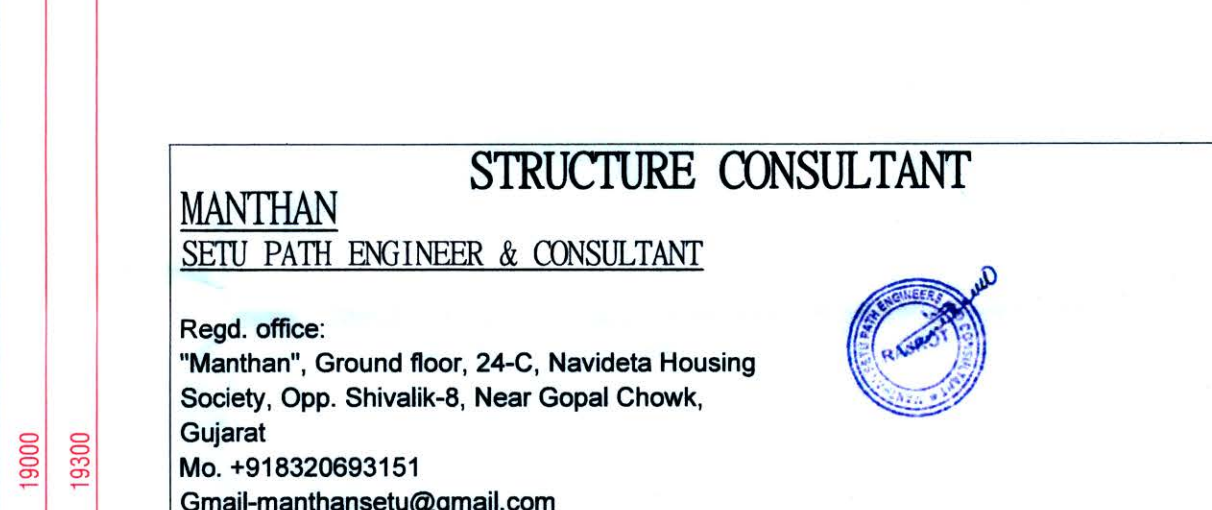 STRUCTURE CONSULTANT
MANTHAN
SETU PATH ENGINEER & CONSULTANT
Regd. office:
"Manthan", Ground floor, 24-C, Navideta Housing
Society, Opp. Shivalik-8, Near Gopal Chowk,
Gujarat
Mo. +918320693151
Gmail-manthansetu@gmail.com
19000
19300